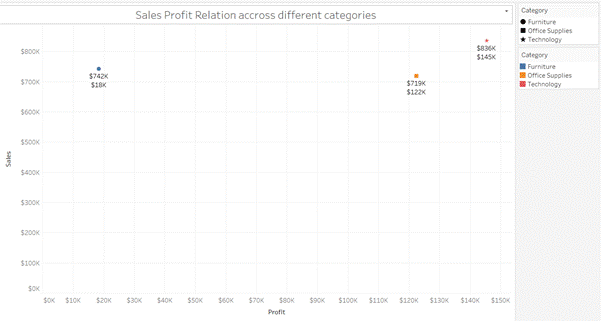 Sales Profit Relation accross different categories
Category
Furniture
Office Supplies
Technology
Category
Furniture
Office Supplies
Technology
Sales
$800K
$700K
$600K
$500K
$400K
$300K
$200K
$100K
$0K
$742K
$18K
$719K
$122K
$836K
$145K
$0K $10K $20K $30K $40K $50K $60K $70K $80K $90K $100K $110K $120K $130K $140K $150K
Profit